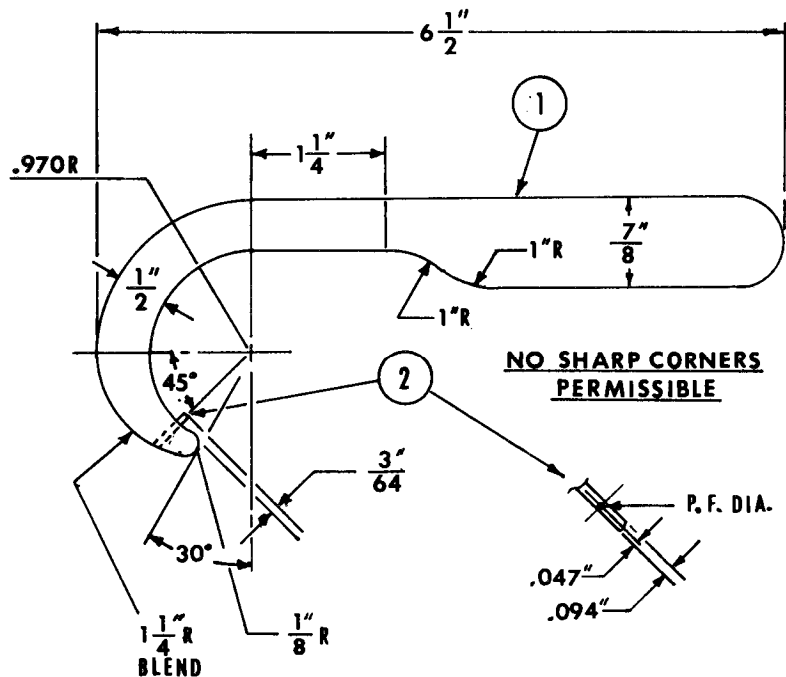 6 1/2"
1
1 1/4"
.970R
7/8"
1"R
1/2"
1"R
NO SHARP CORNERS
PERMISSIBLE
45°
2
3/64"
P.F. DIA.
30°
.047"
.094"
1 1/4"R
BLEND
1/8"R